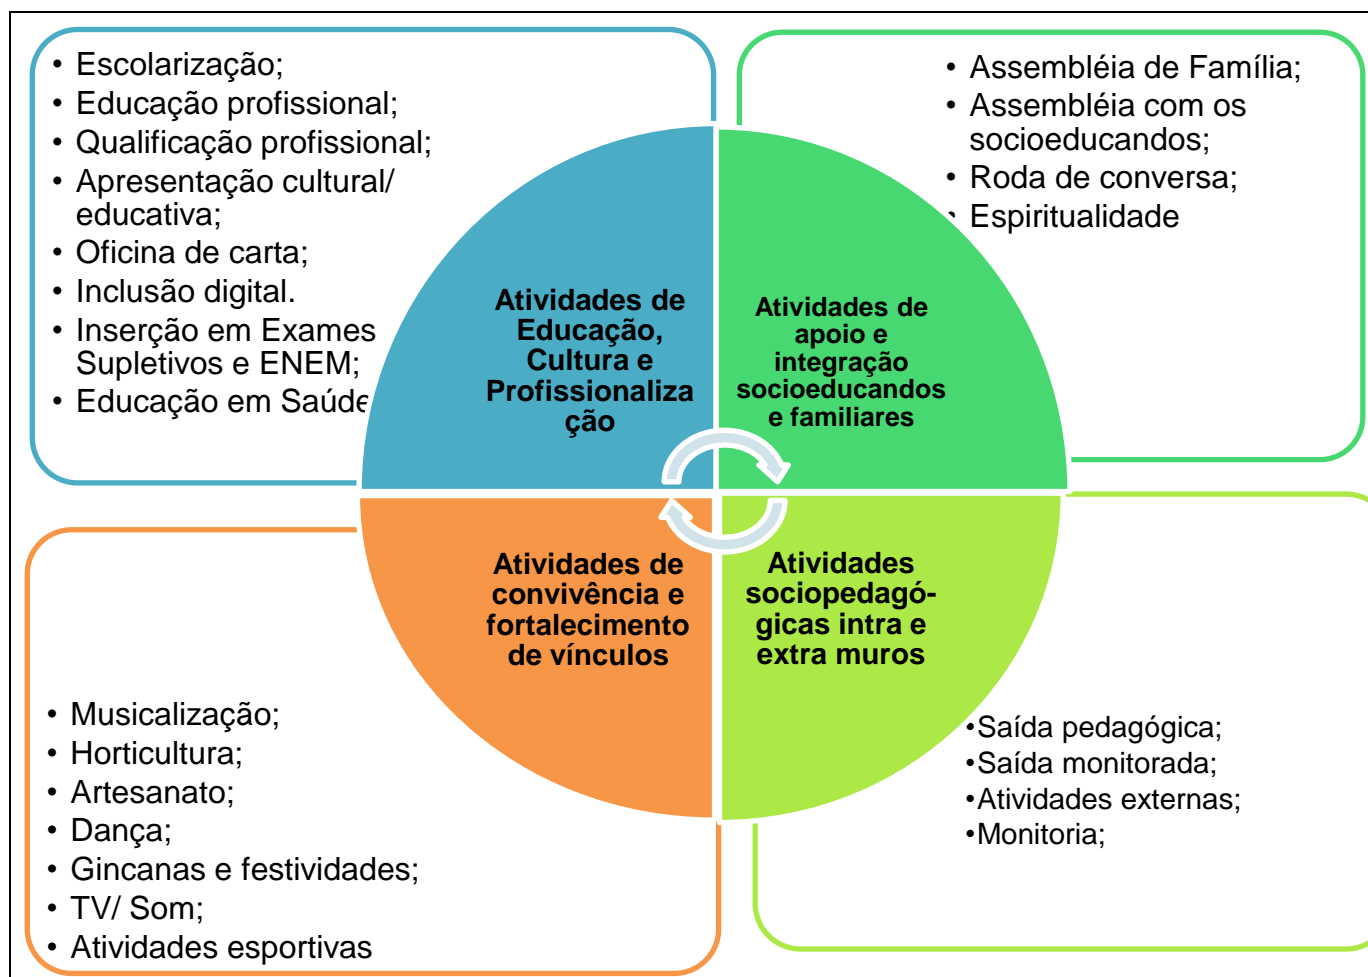 • Escolarização;
• Educação profissional;
• Qualificação profissional;
• Apresentação cultural/
educativa;
• Oficina de carta;
• Inclusão digital.
• Inserção em Exames
Supletivos e ENEM;
• Educação em Saúde
• Assembléia de Família;
• Assembléia com os
socioeducandos;
• Roda de conversa;
• Espiritualidade
Atividades de
Educação,
Cultura e
Profissionaliza
ção
Atividades de
apoio e
integração
socioeducandos
e familiares
Atividades de
convivência e
fortalecimento
de vínculos
Atividades
sociopedagó-
gicas intra e
extra muros
• Musicalização;
• Horticultura;
• Artesanato;
• Dança;
• Gincanas e festividades;
• TV/ Som;
• Atividades esportivas
•Saída pedagógica;
•Saída monitorada;
•Atividades externas;
•Monitoria;